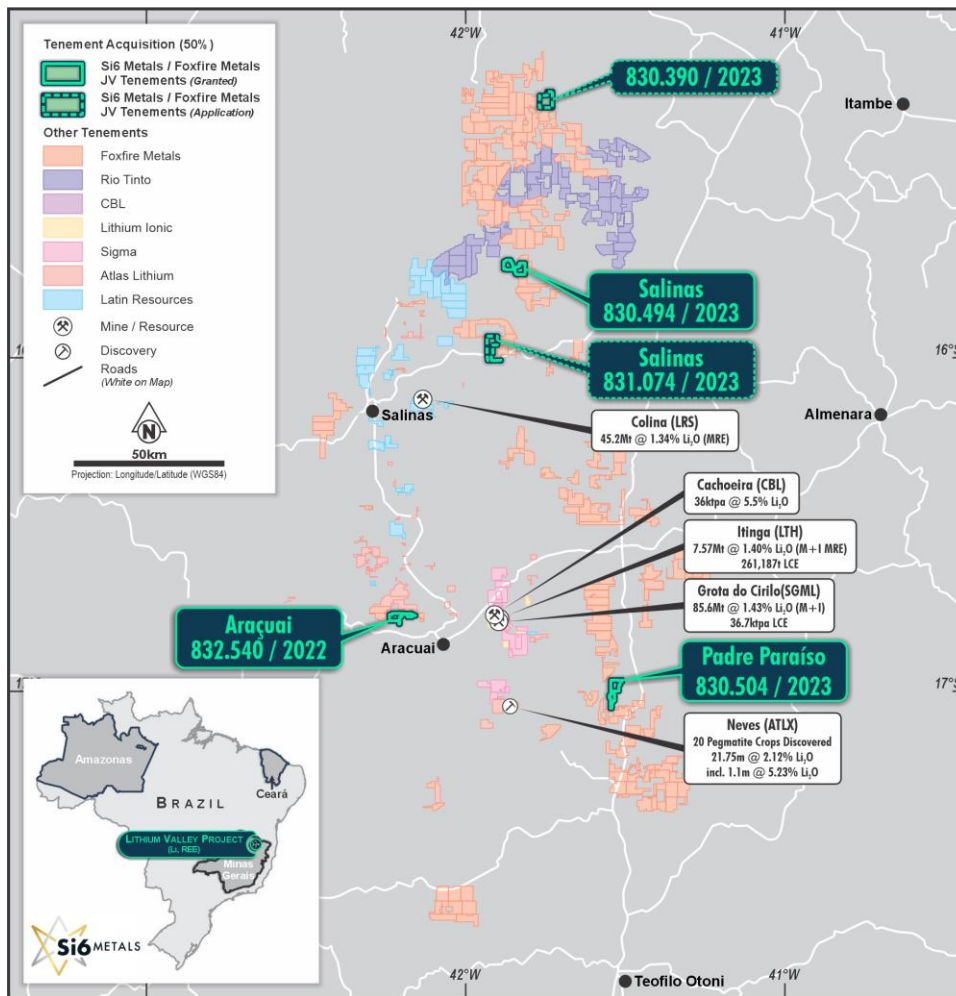 42°W
41°W
Tenement Acquisition (50%)
Si6 Metals / Foxfire Metals
JV Tenements (Granted)
Si6 Metals / Foxfire Metals
JV Tenements (Application)
Other Tenements
Foxfire Metals
Rio Tinto
CBL
Lithium Ionic
Sigma
Atlas Lithium
Latin Resources
Mine / Resource
Discovery
Roads
(White on Map)
N
50km
Projection: Longitude/Latitude (WGS84)
830.390 / 2023
Itambe
Salinas
830.494 / 2023
16°S
Salinas
831.074 / 2023
Salinas
Almenara
Colina (LRS)
45.2Mt @ 1.34% Li₂O (MRE)
Cachoeira (CBL)
36ktpa @ 5.5% Li₂O
Itinga (LTH)
7.57Mt @ 1.40% Li₂O (M+I MRE)
261,187t LCE
Grota do Cirilo(SGML)
85.6Mt @ 1.43% Li₂O (M+I)
36.7ktpa LCE
Araçuai
832.540 / 2022
Aracuai
Padre Paraíso
830.504 / 2023
17°S
Neves (ATLX)
20 Pegmatite Crops Discovered
21.75m @ 2.12% Li₂O
incl. 1.1m @ 5.23% Li₂O
Amazonas
Ceará
BRAZIL
LITHIUM VALLEY PROJECT
(Li, REE)
Minas
Gerais
Si6 METALS
42°W
41°W
Teofilo Otoni